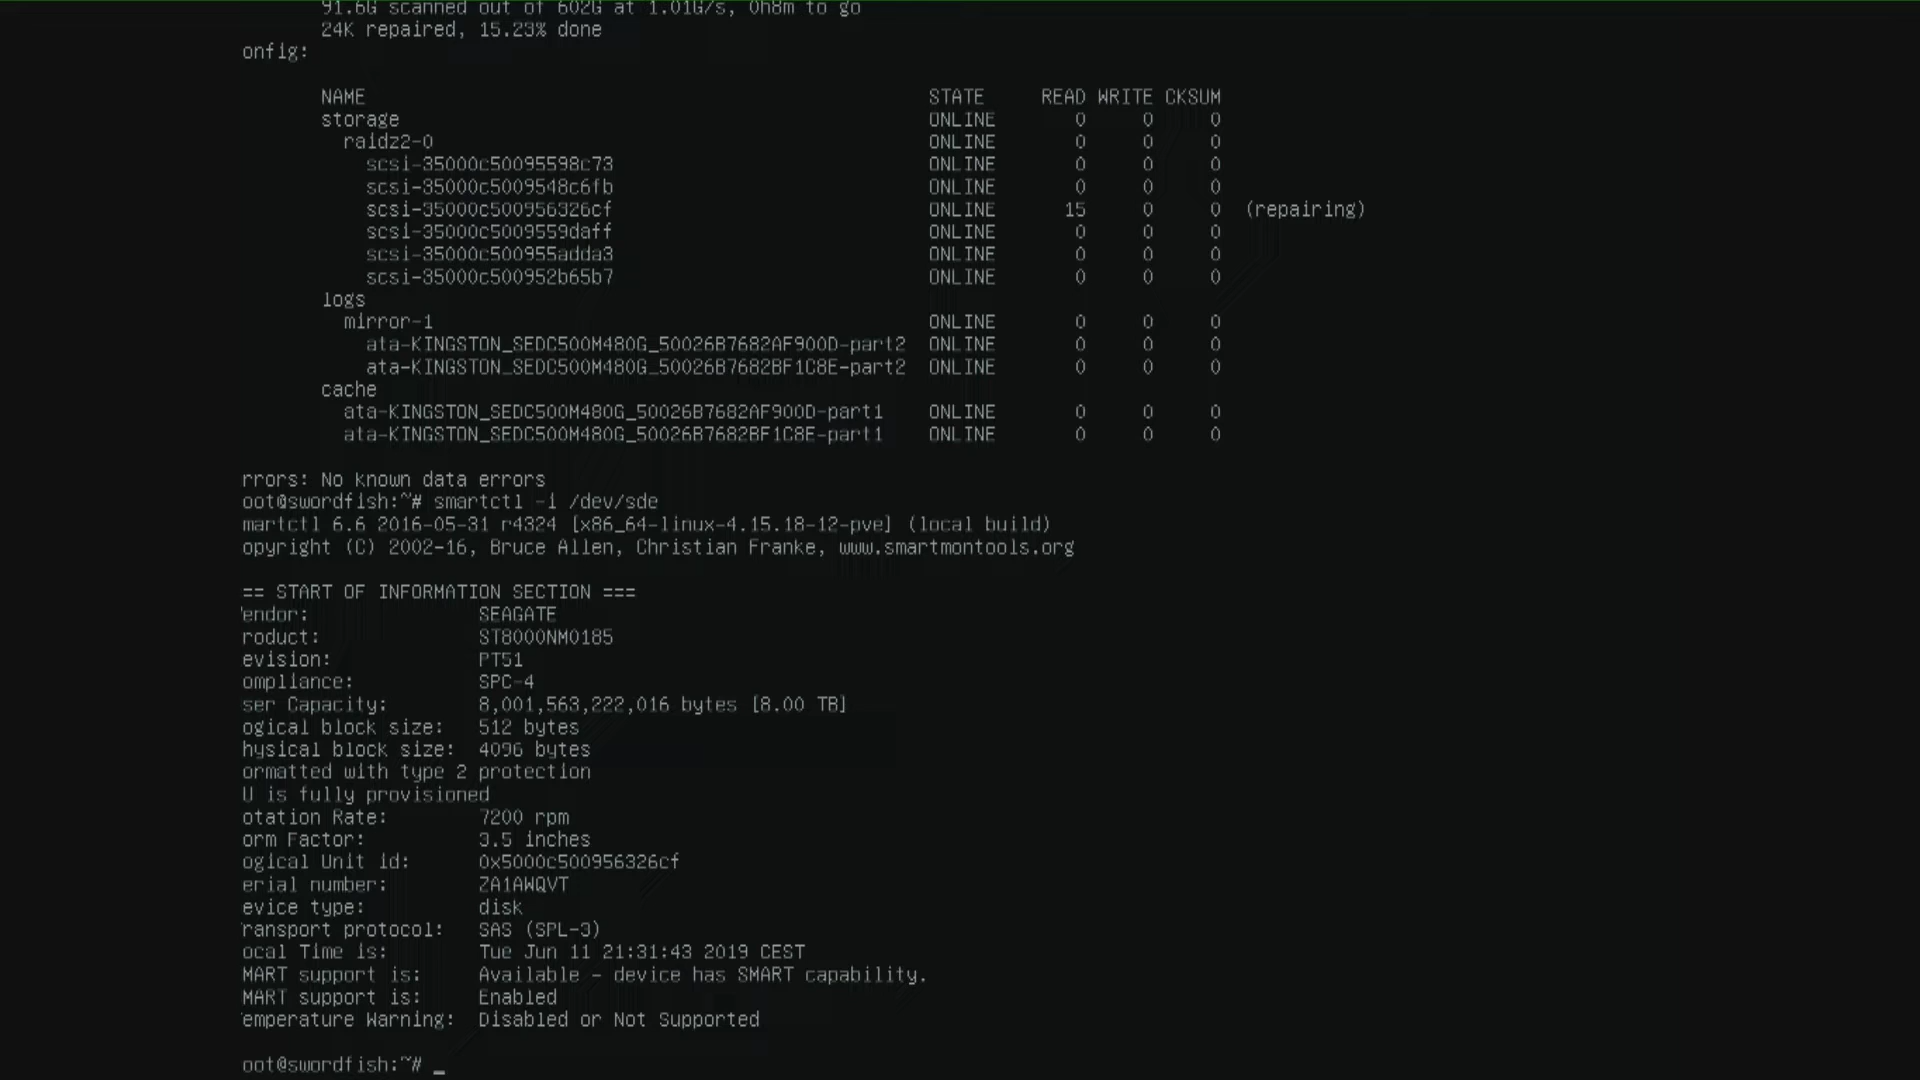 91.6G scanned out of 602G at 1.01G/s, 0h8m to go
24K repaired, 15.23% done
onfig:
NAME STATE READ WRITE CKSUM
storage ONLINE 0 0 0
raidz2-0 ONLINE 0 0 0
scsi-35000c50095598c73 ONLINE 0 0 0
scsi-35000c5009548c6fb ONLINE 0 0 0
scsi-35000c500956326cf ONLINE 15 0 0 (repairing)
scsi-35000c5009559daff ONLINE 0 0 0
scsi-35000c500955adda3 ONLINE 0 0 0
scsi-35000c500952b65b7 ONLINE 0 0 0
logs
mirror-1 ONLINE 0 0 0
ata-KINGSTON_SEDC500M480G_50026B7682AF900D-part2 ONLINE 0 0 0
ata-KINGSTON_SEDC500M480G_50026B7682BF1C8E-part2 ONLINE 0 0 0
cache
ata-KINGSTON_SEDC500M480G_50026B7682AF900D-part1 ONLINE 0 0 0
ata-KINGSTON_SEDC500M480G_50026B7682BF1C8E-part1 ONLINE 0 0 0
rrors: No known data errors
oot@swordfish:~# smartctl -i /dev/sde
martctl 6.6 2016-05-31 r4324 [x86_64-linux-4.15.18-12-pve] (local build)
opyright (C) 2002-16, Bruce Allen, Christian Franke, www.smartmontools.org
== START OF INFORMATION SECTION ===
endor: SEAGATE
roduct: ST8000NM0185
evision: PT51
ompliance: SPC-4
ser Capacity: 8,001,563,222,016 bytes [8.00 TB]
ogical block size: 512 bytes
hysical block size: 4096 bytes
ormatted with type 2 protection
U is fully provisioned
otation Rate: 7200 rpm
orm Factor: 3.5 inches
ogical Unit id: 0x5000c500956326cf
erial number: ZA1AWQVT
evice type: disk
ransport protocol: SAS (SPL-3)
ocal Time is: Tue Jun 11 21:31:43 2019 CEST
MART support is: Available - device has SMART capability.
MART support is: Enabled
emperature Warning: Disabled or Not Supported
oot@swordfish:~# _